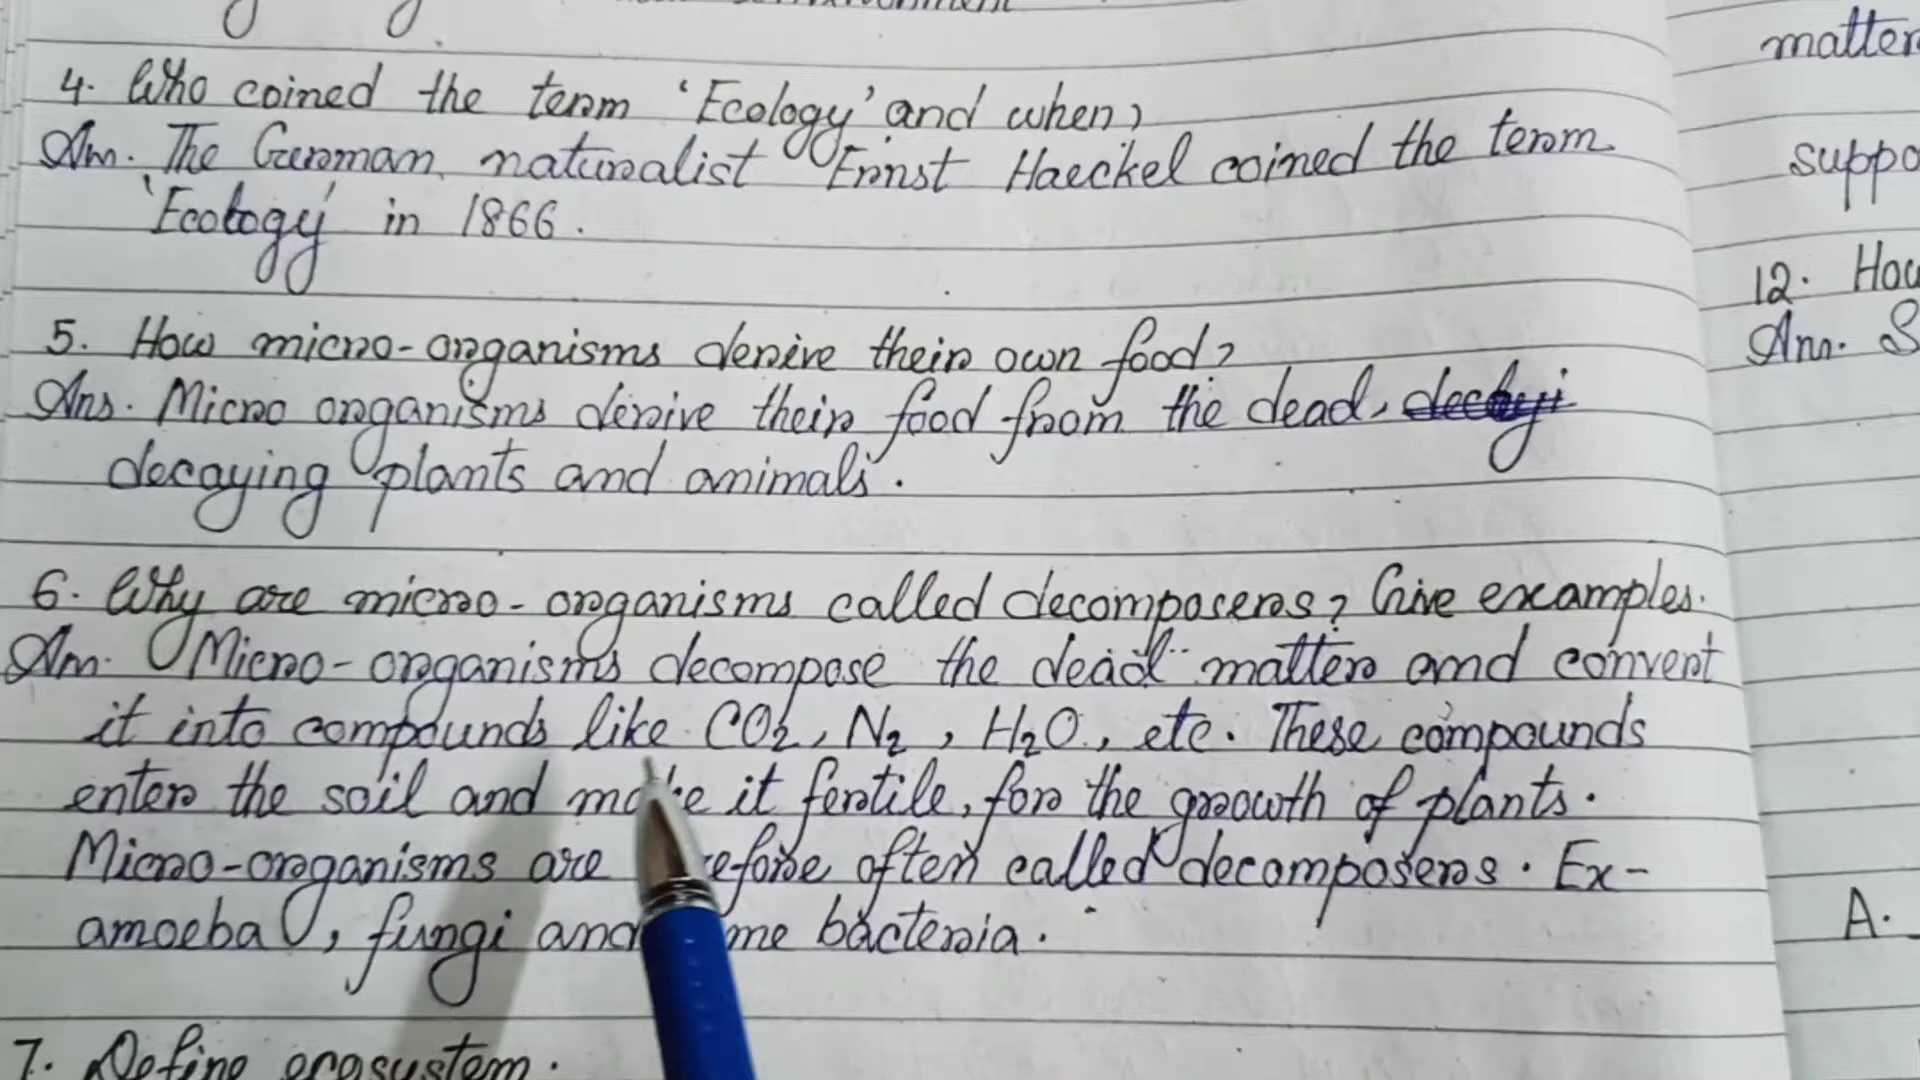 4. Who coined the term 'Ecology' and when?
Ans. The German naturalist Ernst Haeckel coined the term
'Ecology' in 1866.
5. How micro-organisms derive their own food?
Ans. Micro organisms derive their food from the dead,
decaying plants and animals.
6. Why are micro-organisms called decomposers? Give examples.
Ans. Micro-organisms decompose the dead matter and convert
it into compounds like CO2, N2, H2O, etc. These compounds
enter the soil and make it fertile, for the growth of plants.
Micro-organisms are often called decomposers. Ex-
amoeba, fungi and bacteria.
7. Define ecosystem.
matter
12.
Ans. S
A.